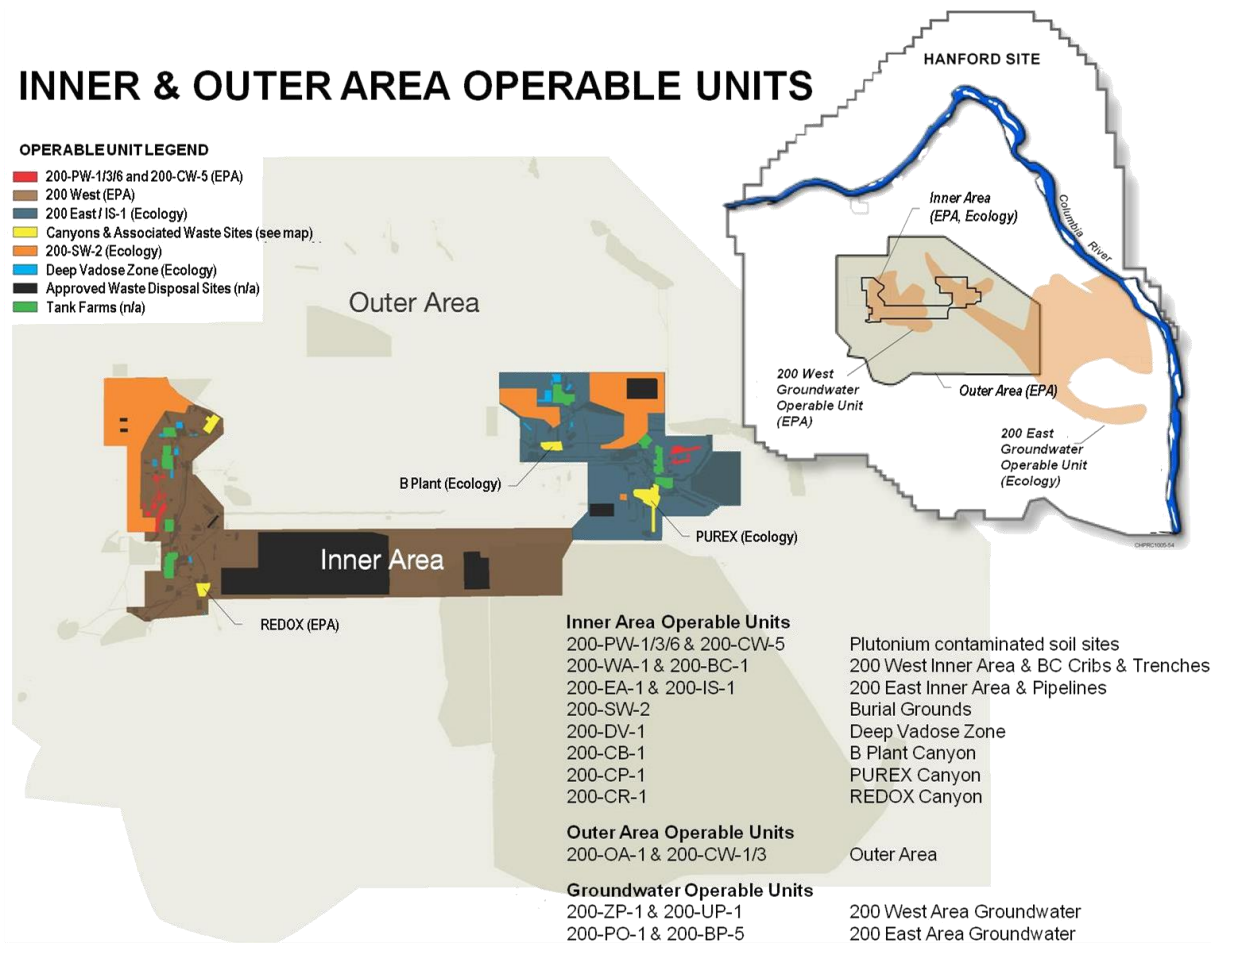 INNER & OUTER AREA OPERABLE UNITS
OPERABLE UNIT LEGEND
200-PW-1/3/6 and 200-CW-5 (EPA)
200 West (EPA)
200 East / IS-1 (Ecology)
Canyons & Associated Waste Sites (see map)
200-SW-2 (Ecology)
Deep Vadose Zone (Ecology)
Approved Waste Disposal Sites (n/a)
Tank Farms (n/a)
HANFORD SITE
Inner Area
(EPA, Ecology)
Columbia River
200 West
Groundwater
Operable Unit
(EPA)
Outer Area (EPA)
200 East
Groundwater
Operable Unit
(Ecology)
CHPRC1005-54
Outer Area
B Plant (Ecology)
PUREX (Ecology)
Inner Area
REDOX (EPA)
Inner Area Operable Units
200-PW-1/3/6 & 200-CW-5 Plutonium contaminated soil sites
200-WA-1 & 200-BC-1 200 West Inner Area & BC Cribs & Trenches
200-EA-1 & 200-IS-1 200 East Inner Area & Pipelines
200-SW-2 Burial Grounds
200-DV-1 Deep Vadose Zone
200-CB-1 B Plant Canyon
200-CP-1 PUREX Canyon
200-CR-1 REDOX Canyon
Outer Area Operable Units
200-OA-1 & 200-CW-1/3 Outer Area
Groundwater Operable Units
200-ZP-1 & 200-UP-1 200 West Area Groundwater
200-PO-1 & 200-BP-5 200 East Area Groundwater